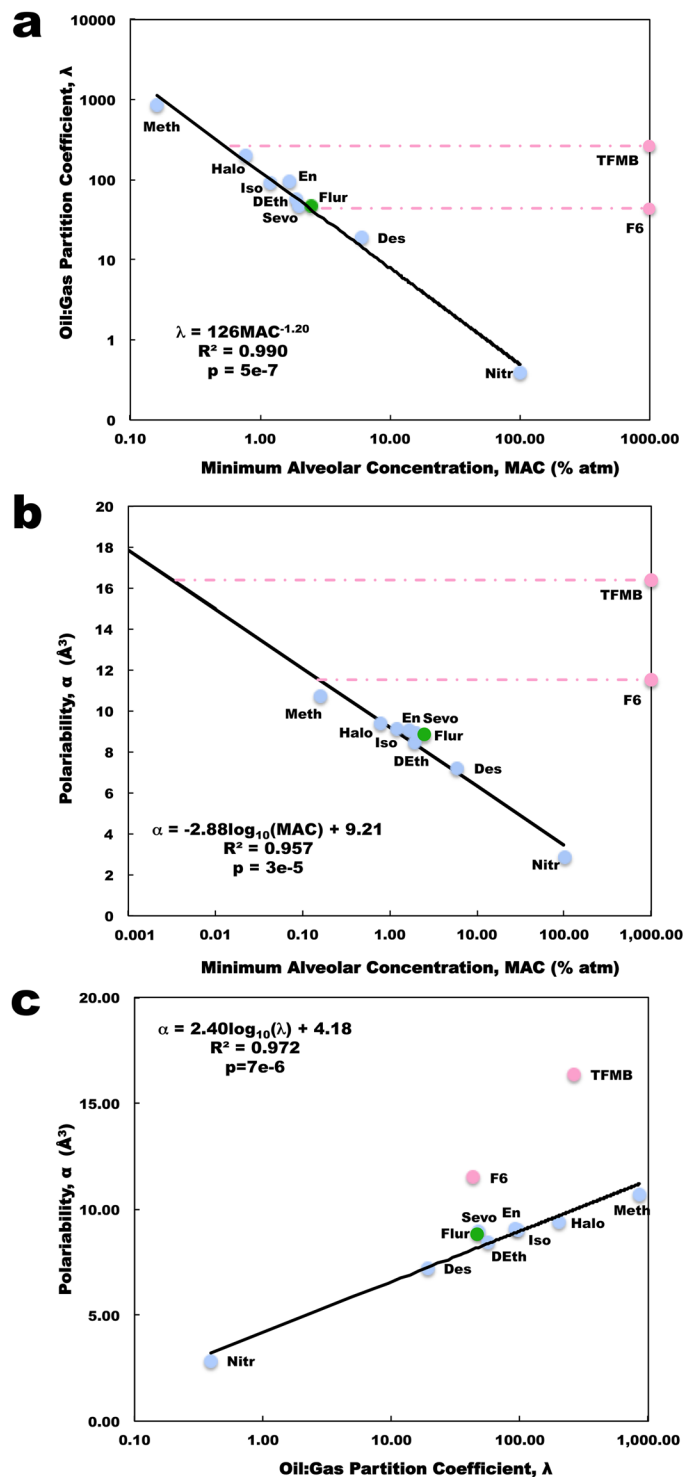 a
10000
1000
100
10
1
0
Oil:Gas Partition Coefficient, λ
Meth
Halo
Iso
En
DEth
Sevo
Flur
Des
Nitr
TFMB
F6
λ = 126MAC⁻¹·²⁰
R² = 0.990
p = 5e-7
0.10 1.00 10.00 100.00 1000.00
Minimum Alveolar Concentration, MAC (% atm)
b
20
18
16
14
12
10
8
6
4
2
0
Polariability, α (Å³)
TFMB
F6
Meth
Halo
Iso
En Sevo
Flur
DEth
Des
Nitr
α = -2.88log₁₀(MAC) + 9.21
R² = 0.957
p = 3e-5
0.001 0.01 0.10 1.00 10.00 100.00 1,000.00
Minimum Alveolar Concentration, MAC (% atm)
c
20.00
15.00
10.00
5.00
0.00
Polariability, α (Å³)
α = 2.40log₁₀(λ) + 4.18
R² = 0.972
p=7e-6
TFMB
F6
Sevo En
Flur
Iso
DEth
Halo
Meth
Des
Nitr
0.10 1.00 10.00 100.00 1,000.00
Oil:Gas Partition Coefficient, λ